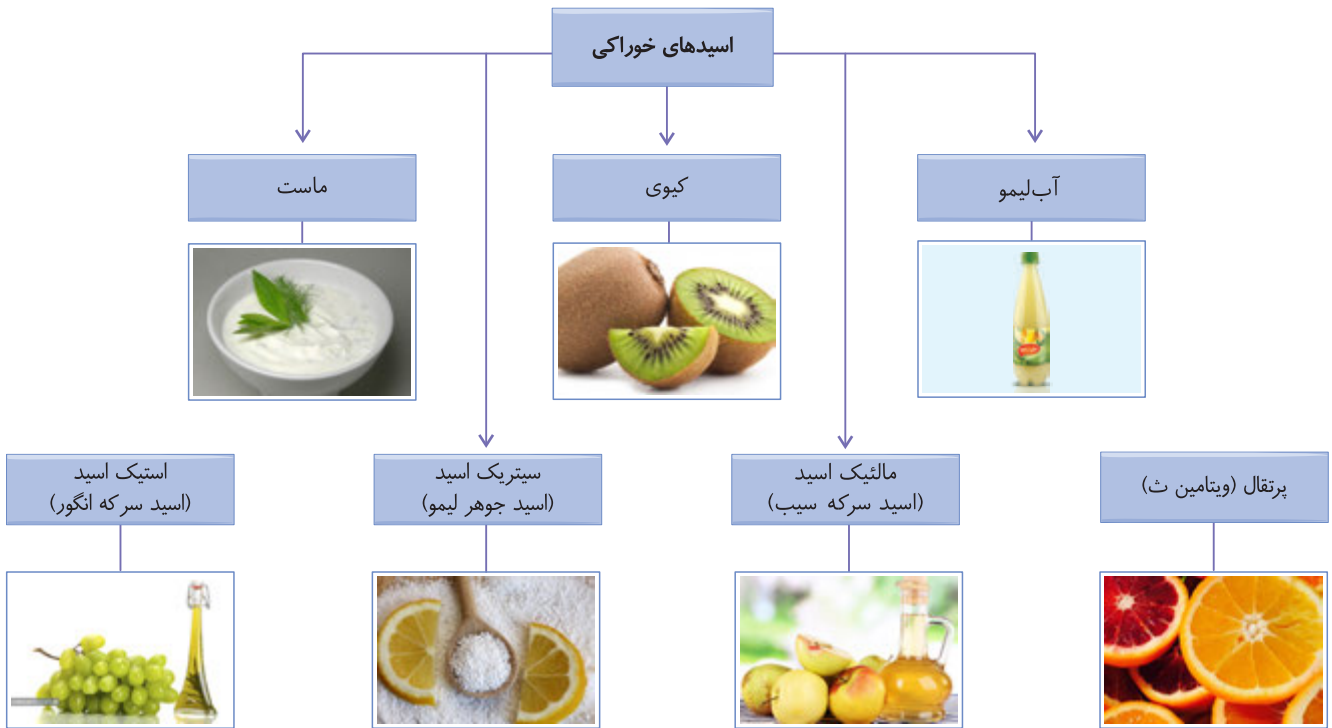 اسیدهای خوراکی
آب‌لیمو
کیوی
ماست
پرتقال (ویتامین ث)
مالئیک اسید
(اسید سرکه سیب)
سیتریک اسید
(اسید جوهر لیمو)
استیک اسید
(اسید سرکه انگور)